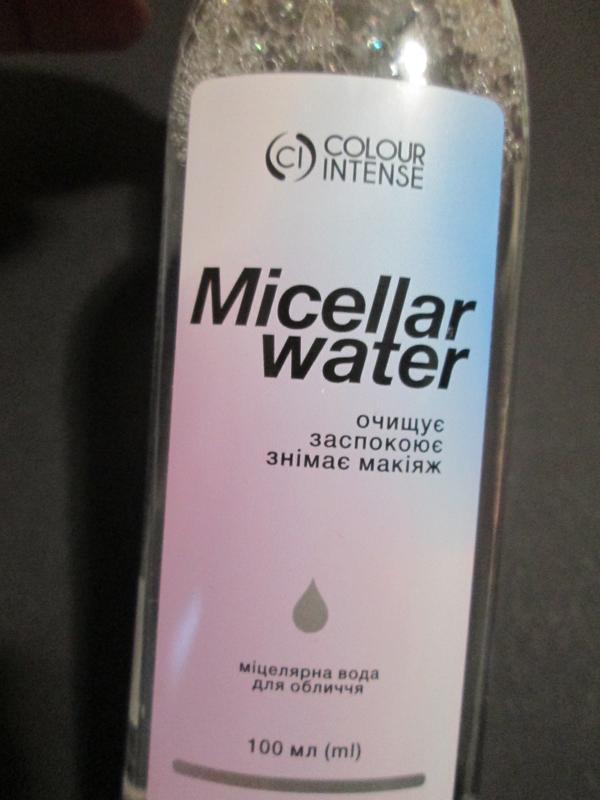 CI COLOUR
INTENSE
Micellar
water
очищує
заспокоює
знімає макіяж
міцелярна вода
для обличчя
100 мл (ml)